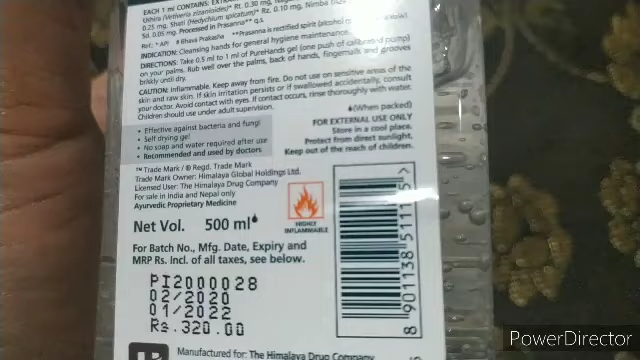 EACH 1 ml CONTAINS:
Ushira (Vetiveria zizanioides)* Rt. 0.30 mg,
0.25 mg, Shati (Hedychium spicatum)* Rz. 0.10 mg, Nimba
Sd. 0.05 mg. Processed in Prasanna** q.s.
Ref.: * API # Bhava Prakasha **Prasanna is rectified spirit (alcohol
INDICATION: Cleansing hands for general hygiene maintenance.
DIRECTIONS: Take 0.5 ml to 1 ml of PureHands gel (one push of calibrated pump)
on your palms. Rub well over the palms, back of hands, fingernails and grooves
briskly until dry.
CAUTION: Inflammable. Keep away from fire. Do not use on sensitive areas of the
skin and raw skin. If skin irritation persists or if swallowed accidentally, consult
your doctor. Avoid contact with eyes. If contact occurs, rinse thoroughly with water.
Children should use under adult supervision.
(When packed)
• Effective against bacteria and fungi
• Self drying gel
• No soap and water required after use
• Recommended and used by doctors
FOR EXTERNAL USE ONLY
Store in a cool place.
Protect from direct sunlight.
Keep out of the reach of children.
™ Trade Mark / ® Regd. Trade Mark
Trade Mark Owner: Himalaya Global Holdings Ltd.
Licensed User: The Himalaya Drug Company
For sale in India and Nepal only
Ayurvedic Proprietary Medicine
HIGHLY
INFLAMMABLE
Net Vol. 500 ml
For Batch No., Mfg. Date, Expiry and
MRP Rs. Incl. of all taxes, see below.
PI2000028
02/2020
01/2022
Rs.320.00
Manufactured for: The Himalaya Drug Company
PowerDirector